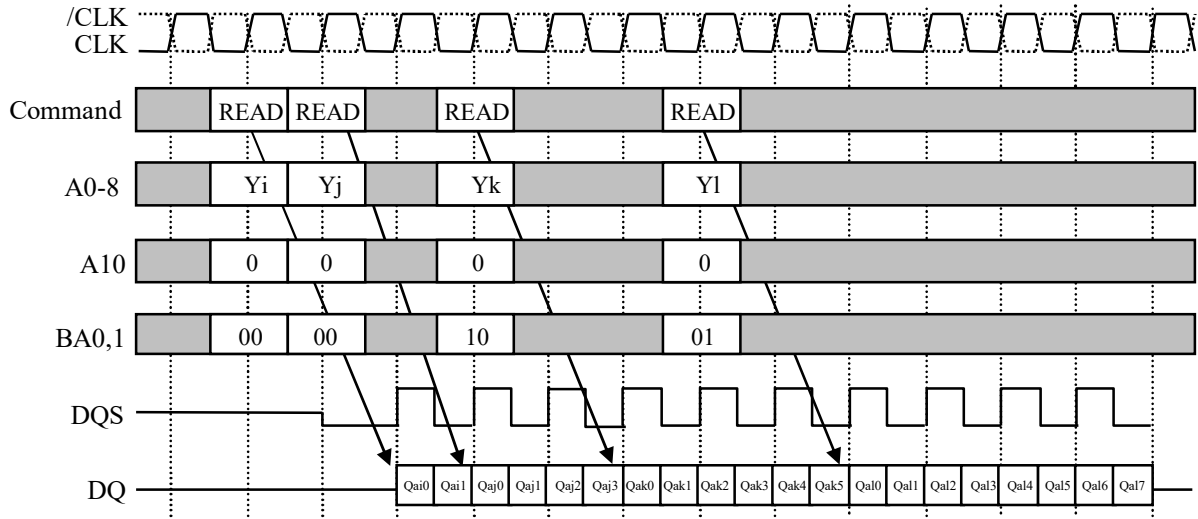 /CLK
CLK
Command READ READ READ READ
A0-8 Yi Yj Yk Yl
A10 0 0 0 0
BA0,1 00 00 10 01
DQS
DQ Qai0 Qai1 Qaj0 Qaj1 Qaj2 Qaj3 Qak0 Qak1 Qak2 Qak3 Qak4 Qak5 Qal0 Qal1 Qal2 Qal3 Qal4 Qal5 Qal6 Qal7